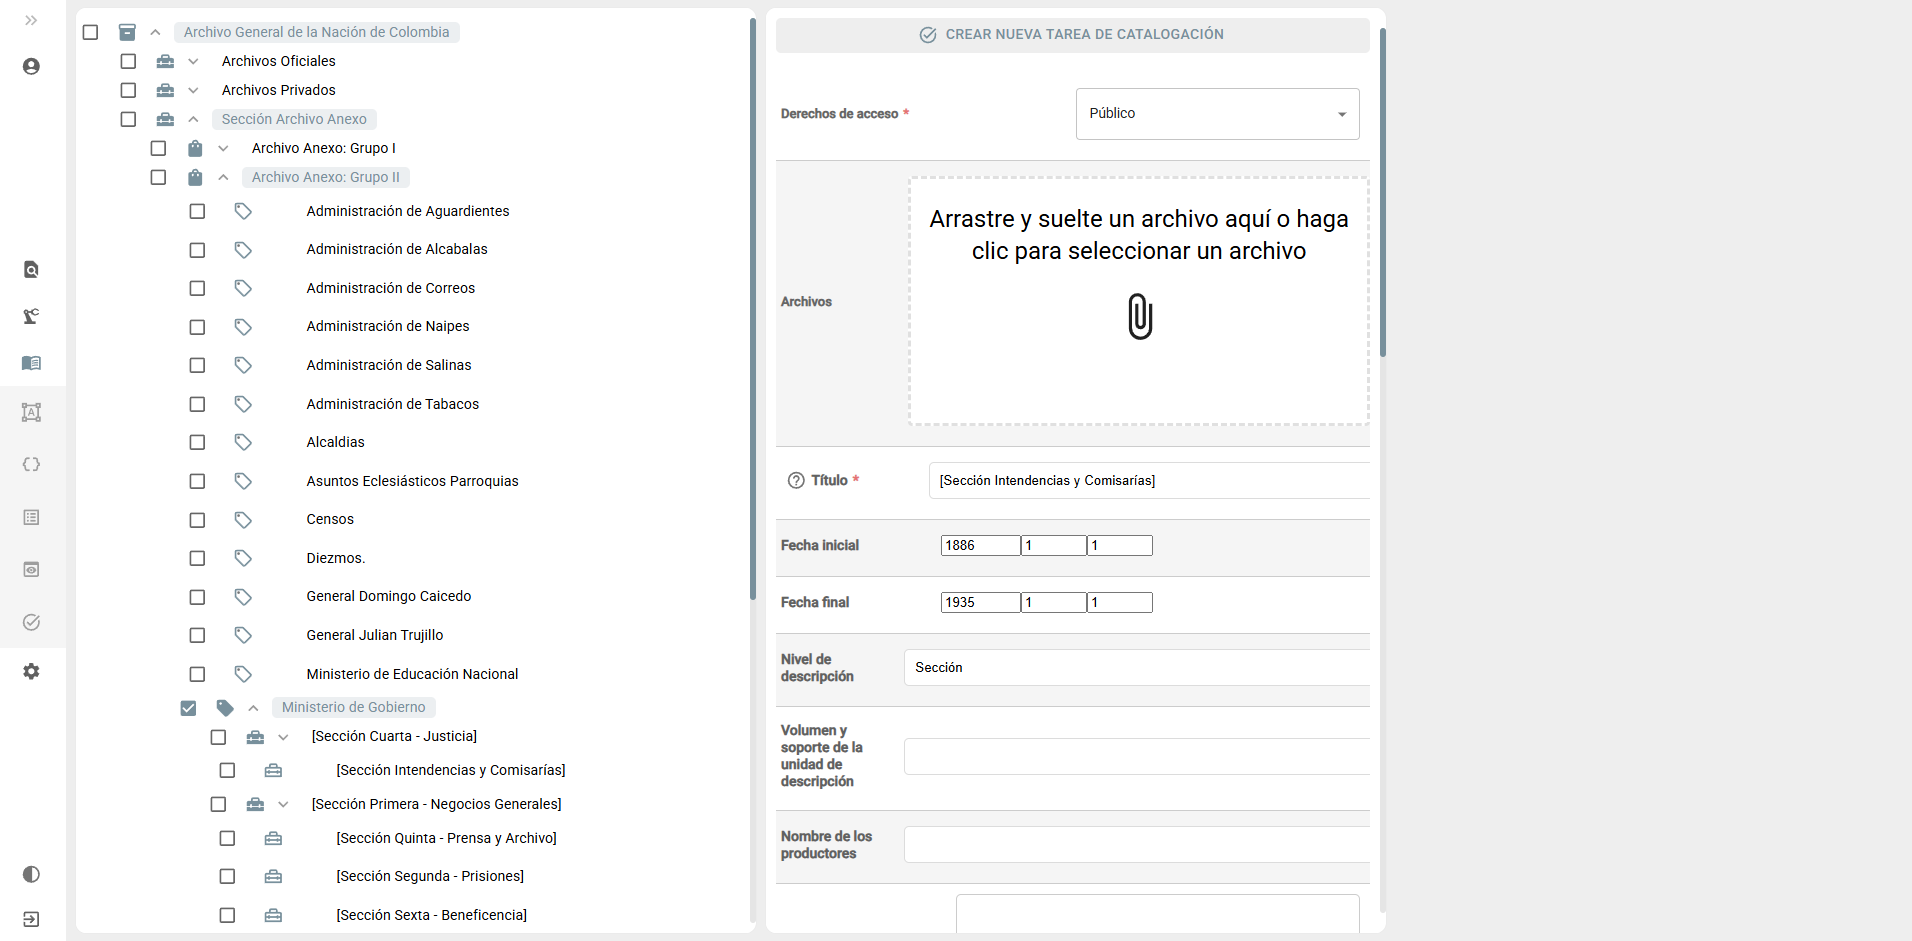 Archivo General de la Nación de Colombia
Archivos Oficiales
Archivos Privados
Sección Archivo Anexo
Archivo Anexo: Grupo I
Archivo Anexo: Grupo II
Administración de Aguardientes
Administración de Alcabalas
Administración de Correos
Administración de Naipes
Administración de Salinas
Administración de Tabacos
Alcaldias
Asuntos Eclesiásticos Parroquias
Censos
Diezmos.
General Domingo Caicedo
General Julian Trujillo
Ministerio de Educación Nacional
Ministerio de Gobierno
[Sección Cuarta - Justicia]
[Sección Intendencias y Comisarías]
[Sección Primera - Negocios Generales]
[Sección Quinta - Prensa y Archivo]
[Sección Segunda - Prisiones]
[Sección Sexta - Beneficencia]
CREAR NUEVA TAREA DE CATALOGACIÓN
Derechos de acceso *
Público
Archivos
Arrastre y suelte un archivo aquí o haga
clic para seleccionar un archivo
Título *
[Sección Intendencias y Comisarías]
Fecha inicial
1886 1 1
Fecha final
1935 1 1
Nivel de
descripción
Sección
Volumen y
soporte de la
unidad de
descripción
Nombre de los
productores